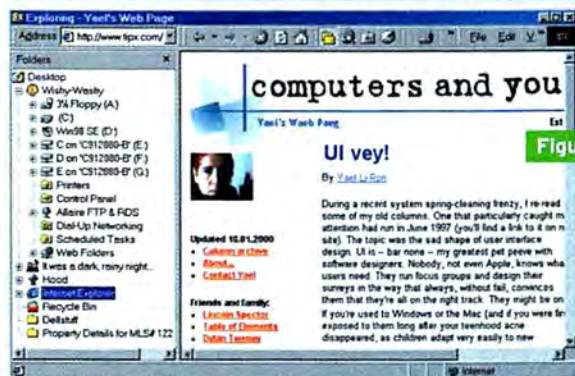 Exploring - Yael's Web Page
Address http://www.tipx.com/
File Edit V
Folders
Desktop
Wishy-Washy
3½ Floppy (A:)
(C:)
Win98 SE (D:)
C on 'C912080-B' (E:)
D on 'C912080-B' (F:)
E on 'C912080-B' (G:)
Printers
Control Panel
Allaire FTP & RDS
Dial-Up Networking
Scheduled Tasks
Web Folders
It was a dark, rainy night...
Hood
Internet Explorer
Recycle Bin
Dellstuff
Property Details for MLS# 122
computers and you
Yael's Web Page
Est
Figu
UI vey!
By Yael Li-Ron
During a recent system spring-cleaning frenzy, I re-read
some of my old columns. One that particularly caught m
attention had run in June 1997 (you'll find a link to it on n
site). The topic was the sad shape of user interface
design. UI is -- bar none -- my greatest pet peeve with
software designers. Nobody, not even Apple, knows wha
users need. They run focus groups and design their
surveys in the way that always, without fail, convinces
them that they're all on the right track. They might be on
If you're used to Windows or the Mac (and if you were fir
exposed to them long after your teenhood acne
disappeared, as children adapt very easily to new
Updated 10.01.2000
Column archive
About...
Contact Yael
Friends and family:
Lincoln Spector
Table of Elements
Dylan Tweney
Internet